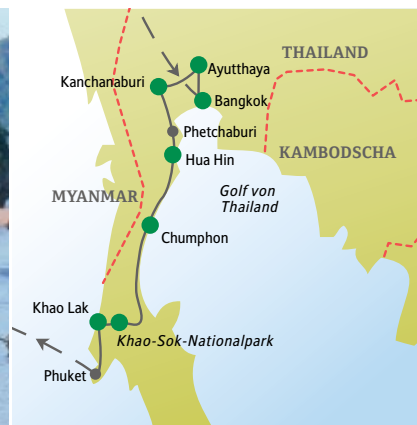 THAILAND
Ayutthaya
Kanchanaburi
Bangkok
Phetchaburi
KAMBODSCHA
Hua Hin
MYANMAR
Golf von
Thailand
Chumphon
Khao Lak
Khao-Sok-Nationalpark
Phuket